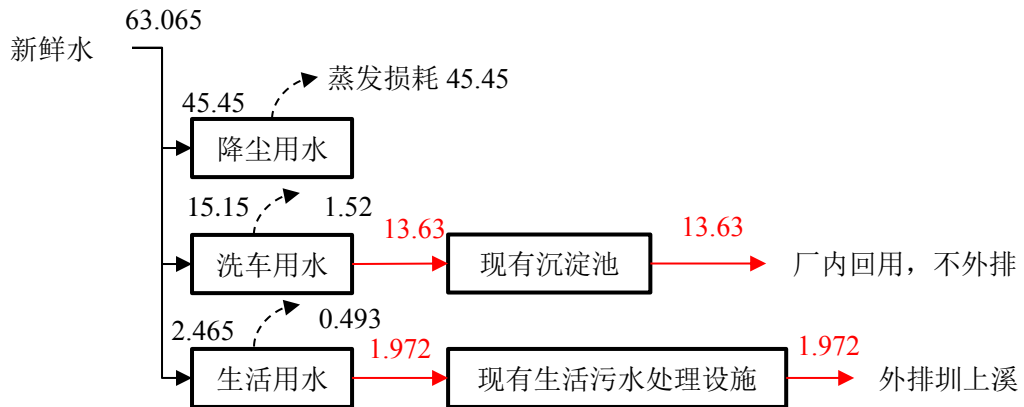 63.065
新鲜水
蒸发损耗 45.45
45.45
降尘用水
15.15
1.52
13.63
13.63
洗车用水
现有沉淀池
厂内回用，不外排
2.465
0.493
1.972
1.972
生活用水
现有生活污水处理设施
外排圳上溪